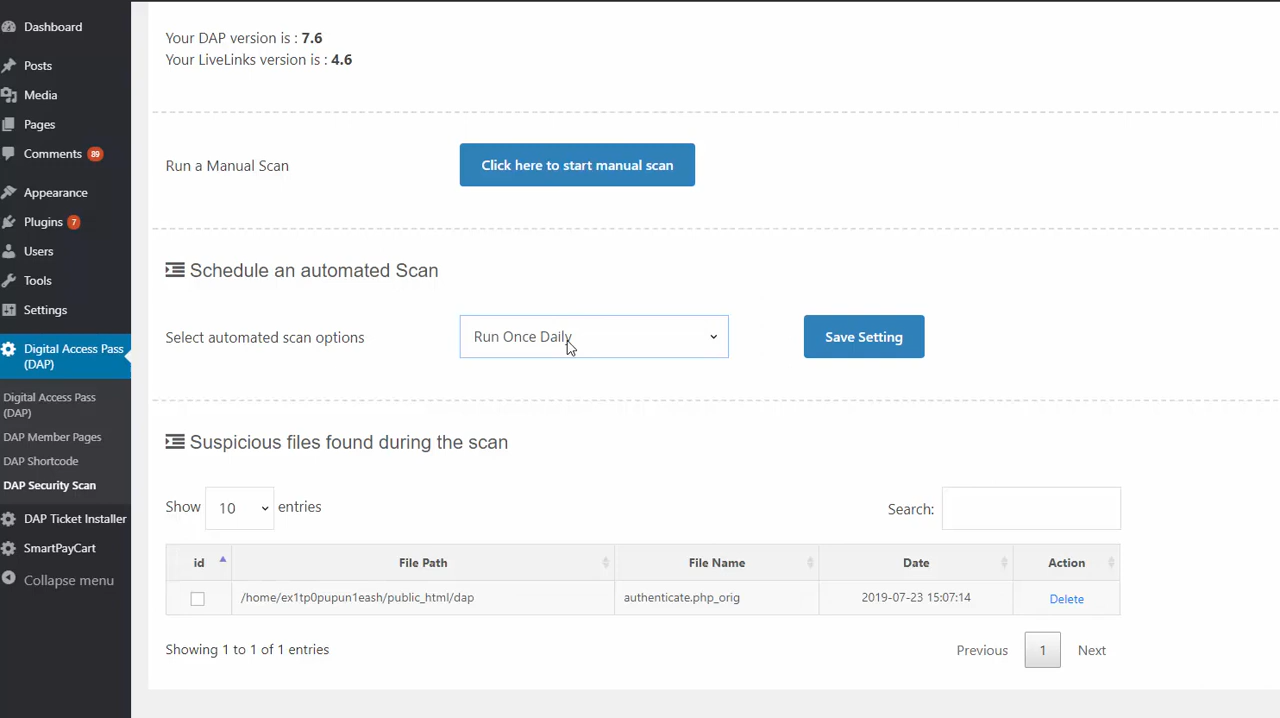 Dashboard
Posts
Media
Pages
Comments 89
Appearance
Plugins 7
Users
Tools
Settings
Digital Access Pass
(DAP)
Digital Access Pass
(DAP)
DAP Member Pages
DAP Shortcode
DAP Security Scan
DAP Ticket Installer
SmartPayCart
Collapse menu
Your DAP version is : 7.6
Your LiveLinks version is : 4.6
Run a Manual Scan Click here to start manual scan
Schedule an automated Scan
Select automated scan options Run Once Daily Save Setting
Suspicious files found during the scan
Show 10 entries Search:
id File Path File Name Date Action
/home/ex1tp0pupun1eash/public_html/dap authenticate.php_orig 2019-07-23 15:07:14 Delete
Showing 1 to 1 of 1 entries Previous 1 Next